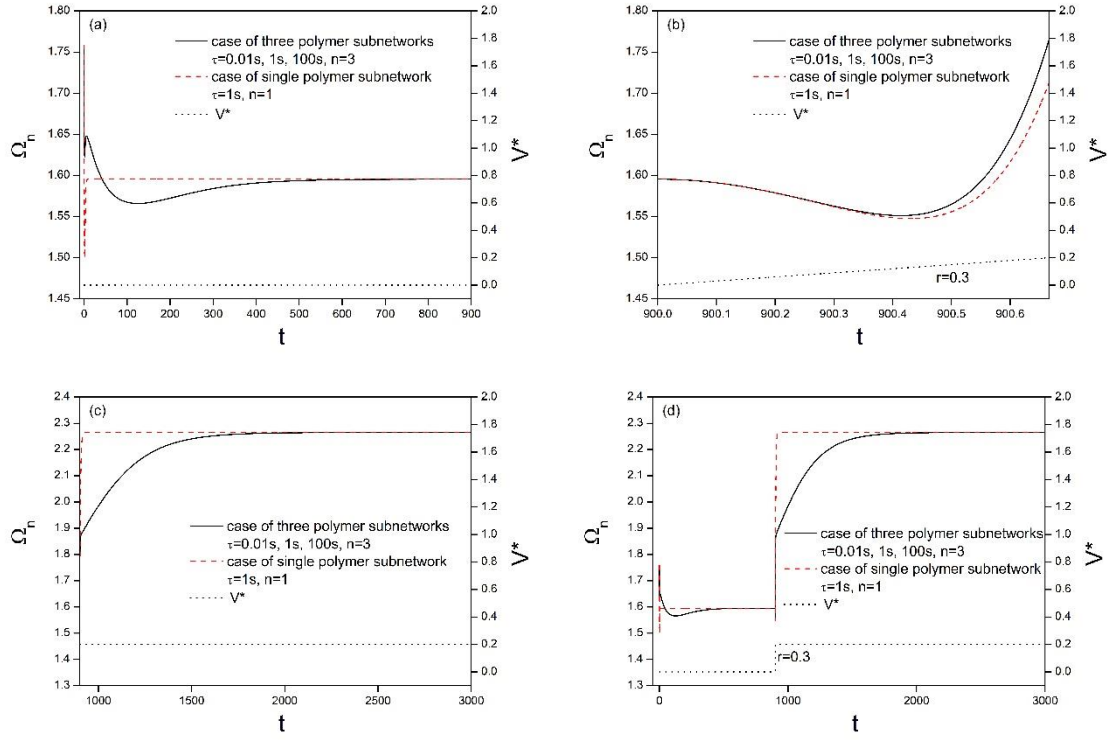 (a)
case of three polymer subnetworks
τ=0.01s, 1s, 100s, n=3
case of single polymer subnetwork
τ=1s, n=1
V*
1.80
1.75
1.70
1.65
1.60
1.55
1.50
1.45
Ωn
2.0
1.8
1.6
1.4
1.2
1.0
0.8
0.6
0.4
0.2
0.0
V*
0 100 200 300 400 500 600 700 800 900
t
(b)
case of three polymer subnetworks
τ=0.01s, 1s, 100s, n=3
case of single polymer subnetwork
τ=1s, n=1
V*
r=0.3
1.80
1.75
1.70
1.65
1.60
1.55
1.50
1.45
Ωn
2.0
1.8
1.6
1.4
1.2
1.0
0.8
0.6
0.4
0.2
0.0
V*
900.0 900.1 900.2 900.3 900.4 900.5 900.6
t
(c)
case of three polymer subnetworks
τ=0.01s, 1s, 100s, n=3
case of single polymer subnetwork
τ=1s, n=1
V*
2.4
2.3
2.2
2.1
2.0
1.9
1.8
1.7
1.6
1.5
1.4
1.3
Ωn
2.0
1.8
1.6
1.4
1.2
1.0
0.8
0.6
0.4
0.2
0.0
V*
1000 1500 2000 2500 3000
t
(d)
case of three polymer subnetworks
τ=0.01s, 1s, 100s, n=3
case of single polymer subnetwork
τ=1s, n=1
V*
r=0.3
2.4
2.3
2.2
2.1
2.0
1.9
1.8
1.7
1.6
1.5
1.4
1.3
Ωn
2.0
1.8
1.6
1.4
1.2
1.0
0.8
0.6
0.4
0.2
0.0
V*
0 1000 2000 3000
t